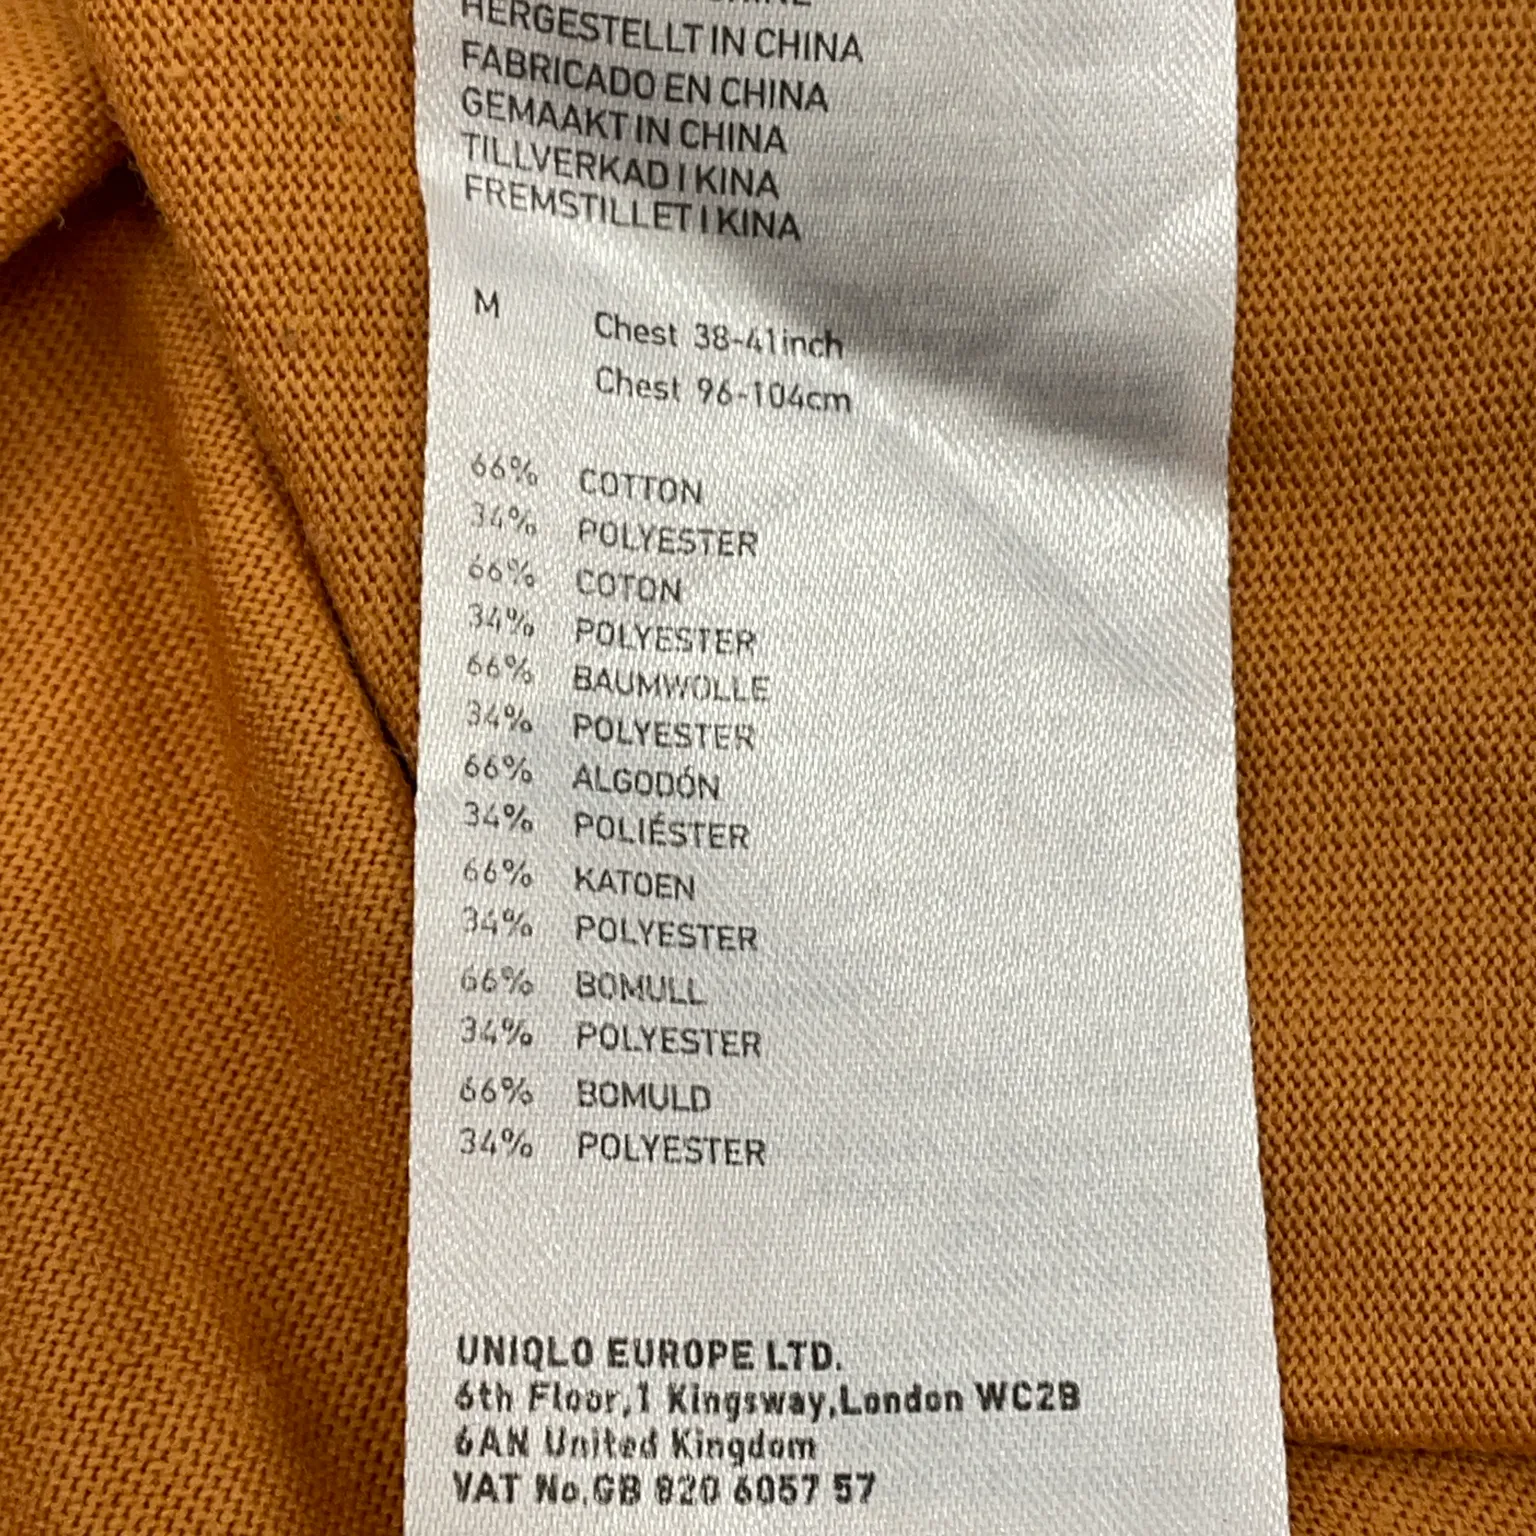 HERGESTELLT IN CHINA
FABRICADO EN CHINA
GEMAAKT IN CHINA
TILLVERKAD I KINA
FREMSTILLET I KINA
M
Chest 38-41inch
Chest 96-104cm
66% COTTON
34% POLYESTER
66% COTON
34% POLYESTER
66% BAUMWOLLE
34% POLYESTER
66% ALGODÓN
34% POLIÉSTER
66% KATOEN
34% POLYESTER
66% BOMULL
34% POLYESTER
66% BOMULD
34% POLYESTER
UNIQLO EUROPE LTD.
6th Floor,1 Kingsway,London WC2B
6AN United Kingdom
VAT No.GB 820 6057 57